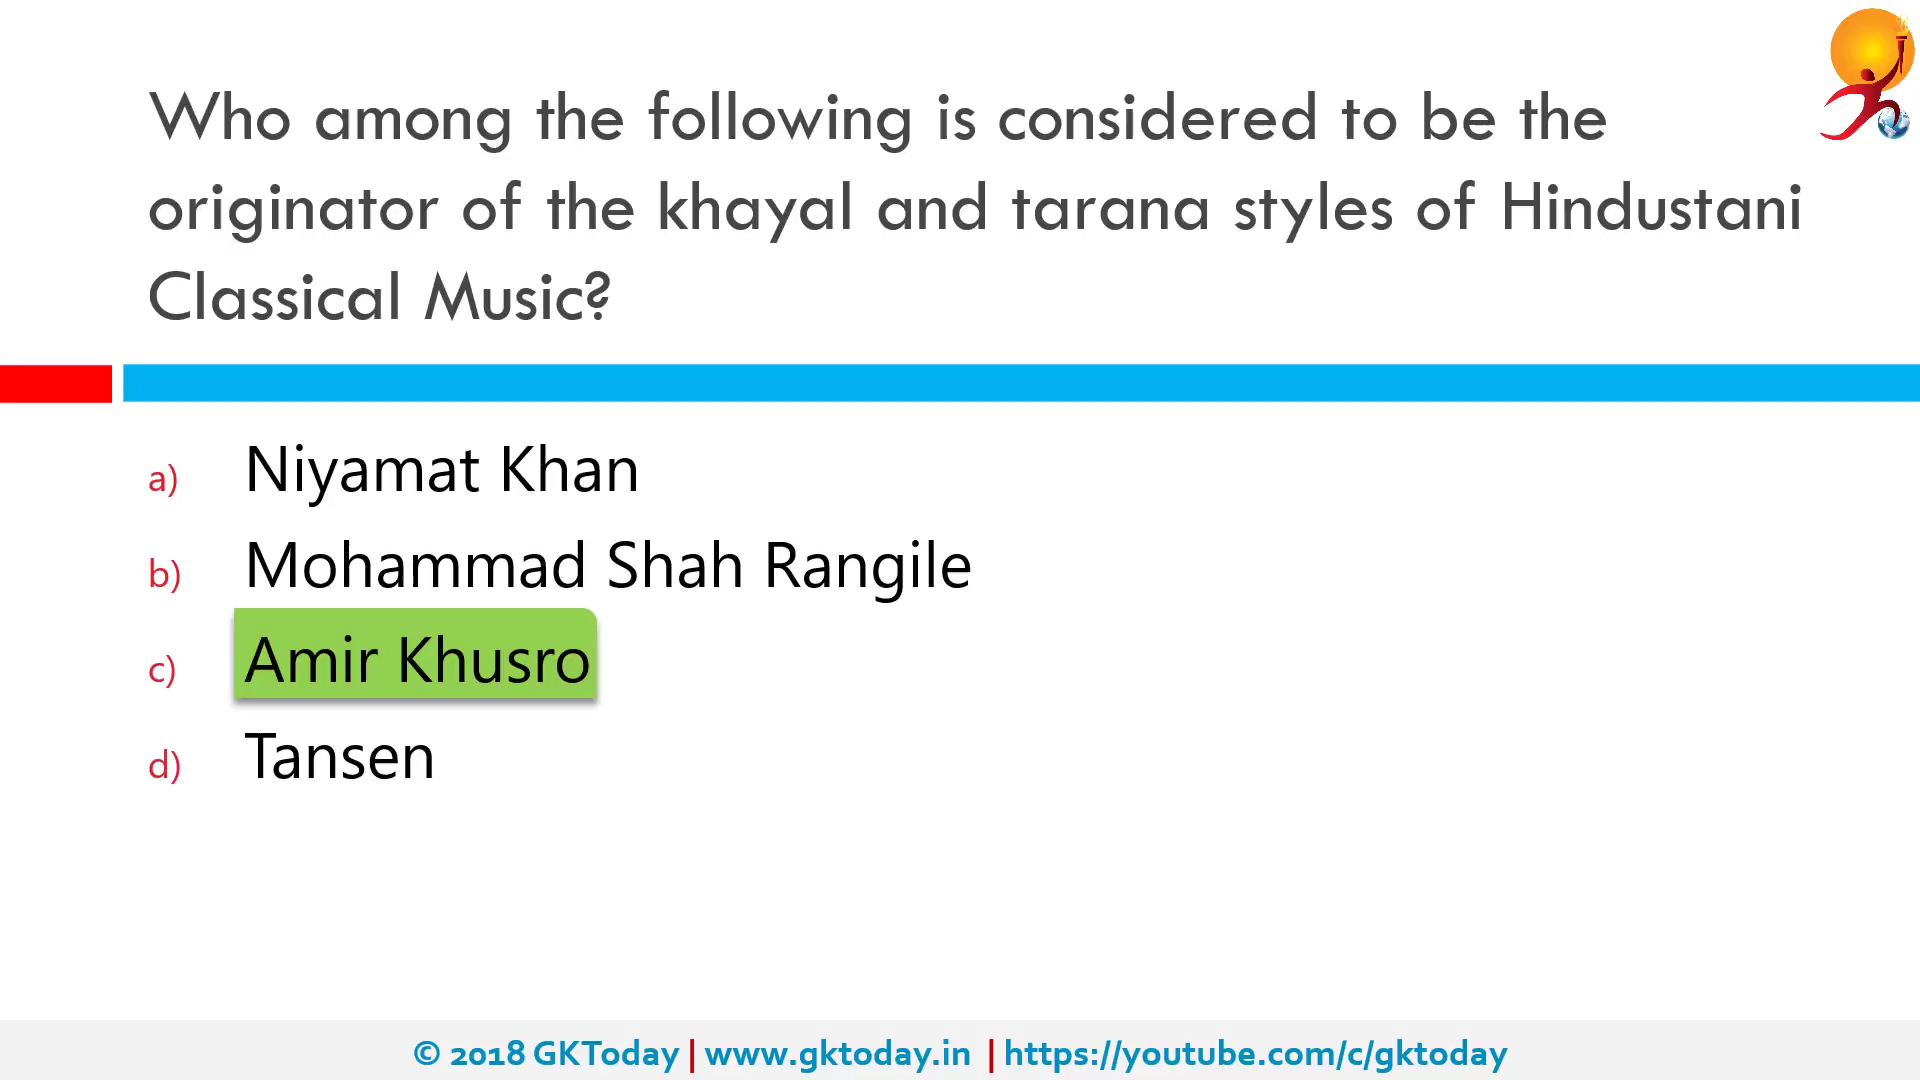 Who among the following is considered to be the
originator of the khayal and tarana styles of Hindustani
Classical Music?
a) Niyamat Khan
b) Mohammad Shah Rangile
c) Amir Khusro
d) Tansen
© 2018 GKToday | www.gktoday.in | https://youtube.com/c/gktoday